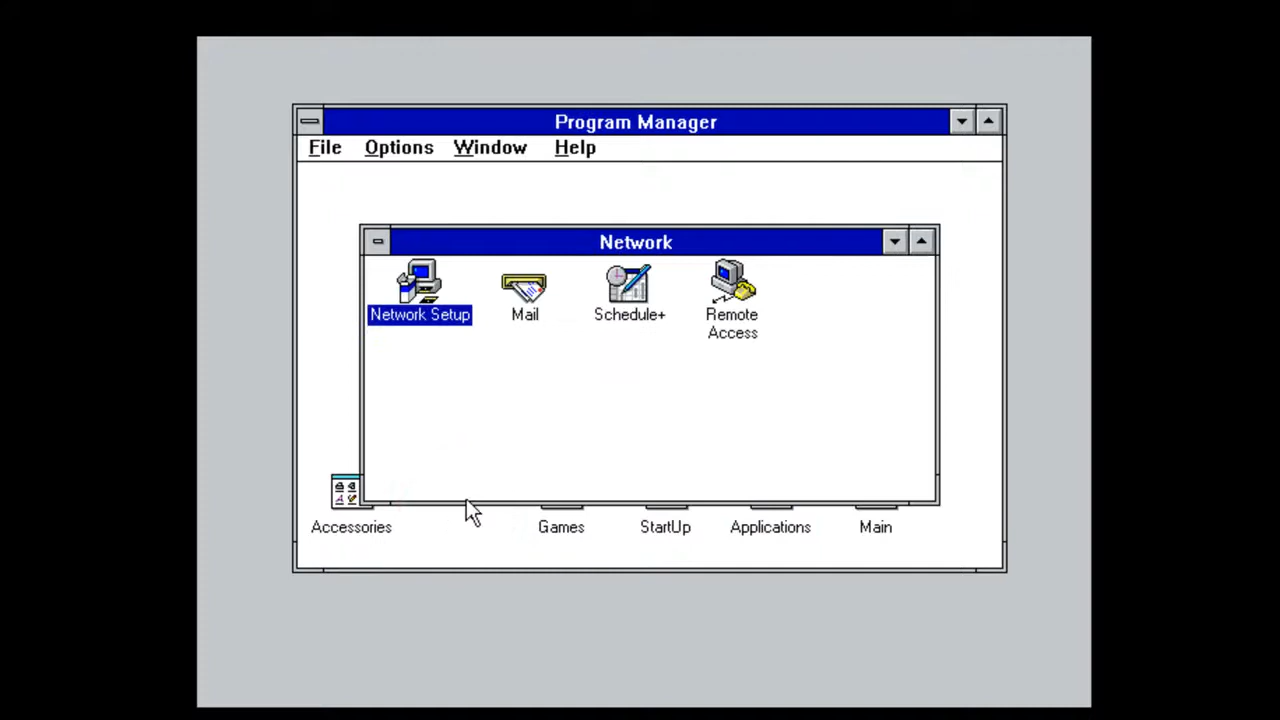 Program Manager
File Options Window Help
Network
Network Setup Mail Schedule+ Remote
Access
Accessories Games StartUp Applications Main